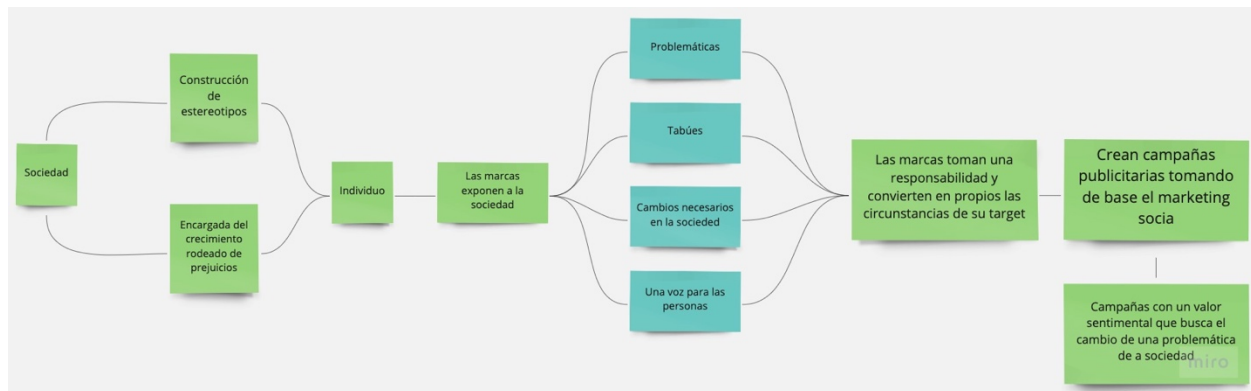 Sociedad
Construcción
de
estereotipos
Encargada del
crecimiento
rodeado de
prejuicios
Individuo
Las marcas
exponen a la
sociedad
Problemáticas
Tabúes
Cambios necesarios
en la socieded
Una voz para las
personas
Las marcas toman una
responsabilidad y
convierten en propios las
circunstancias de su target
Crean campañas
publicitarias tomando
de base el marketing
socia
Campañas con un valor
sentimental que busca el
cambio de una problemática
de a sociedad
miro